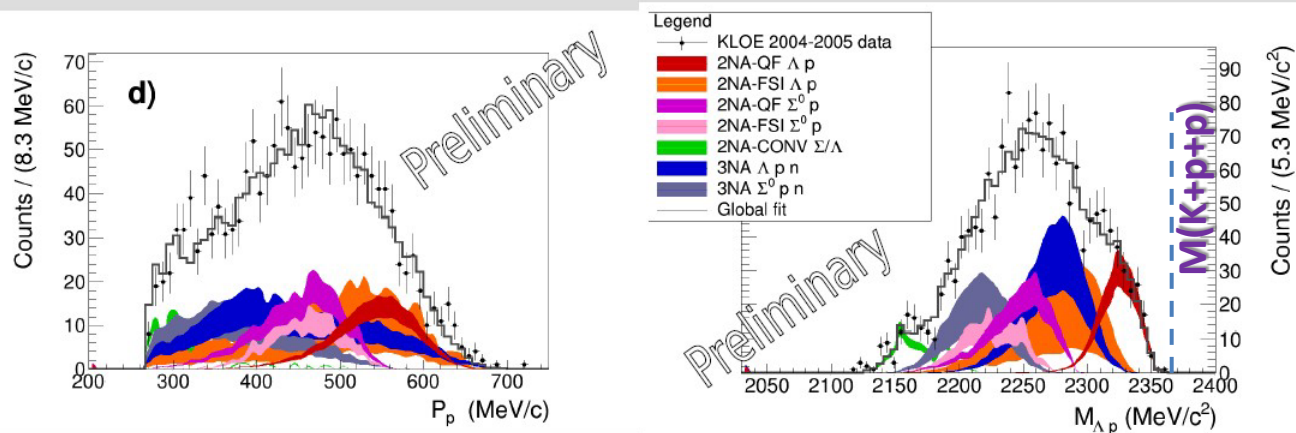 d)
Preliminary
Counts / (8.3 MeV/c)
70
60
50
40
30
20
10
0
200
300
400
500
600
700
P_p (MeV/c)
Legend
KLOE 2004-2005 data
2NA-QF Λ p
2NA-FSI Λ p
2NA-QF Σ⁰ p
2NA-FSI Σ⁰ p
2NA-CONV Σ/Λ
3NA Λ p n
3NA Σ⁰ p n
Global fit
Preliminary
M(K+p+p)
Counts / (5.3 MeV/c²)
90
80
70
60
50
40
30
20
10
0
2050
2100
2150
2200
2250
2300
2350
2400
M_Λp (MeV/c²)